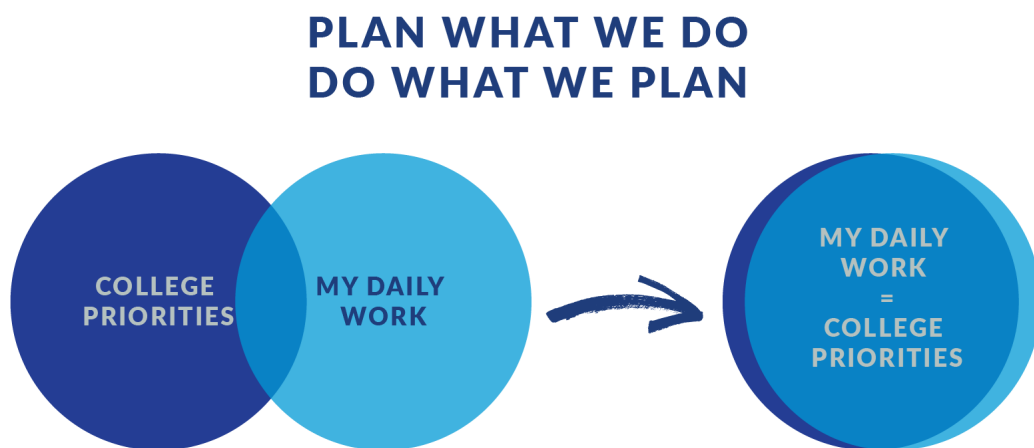 PLAN WHAT WE DO
DO WHAT WE PLAN
COLLEGE
PRIORITIES
MY DAILY
WORK
MY DAILY
WORK
=
COLLEGE
PRIORITIES